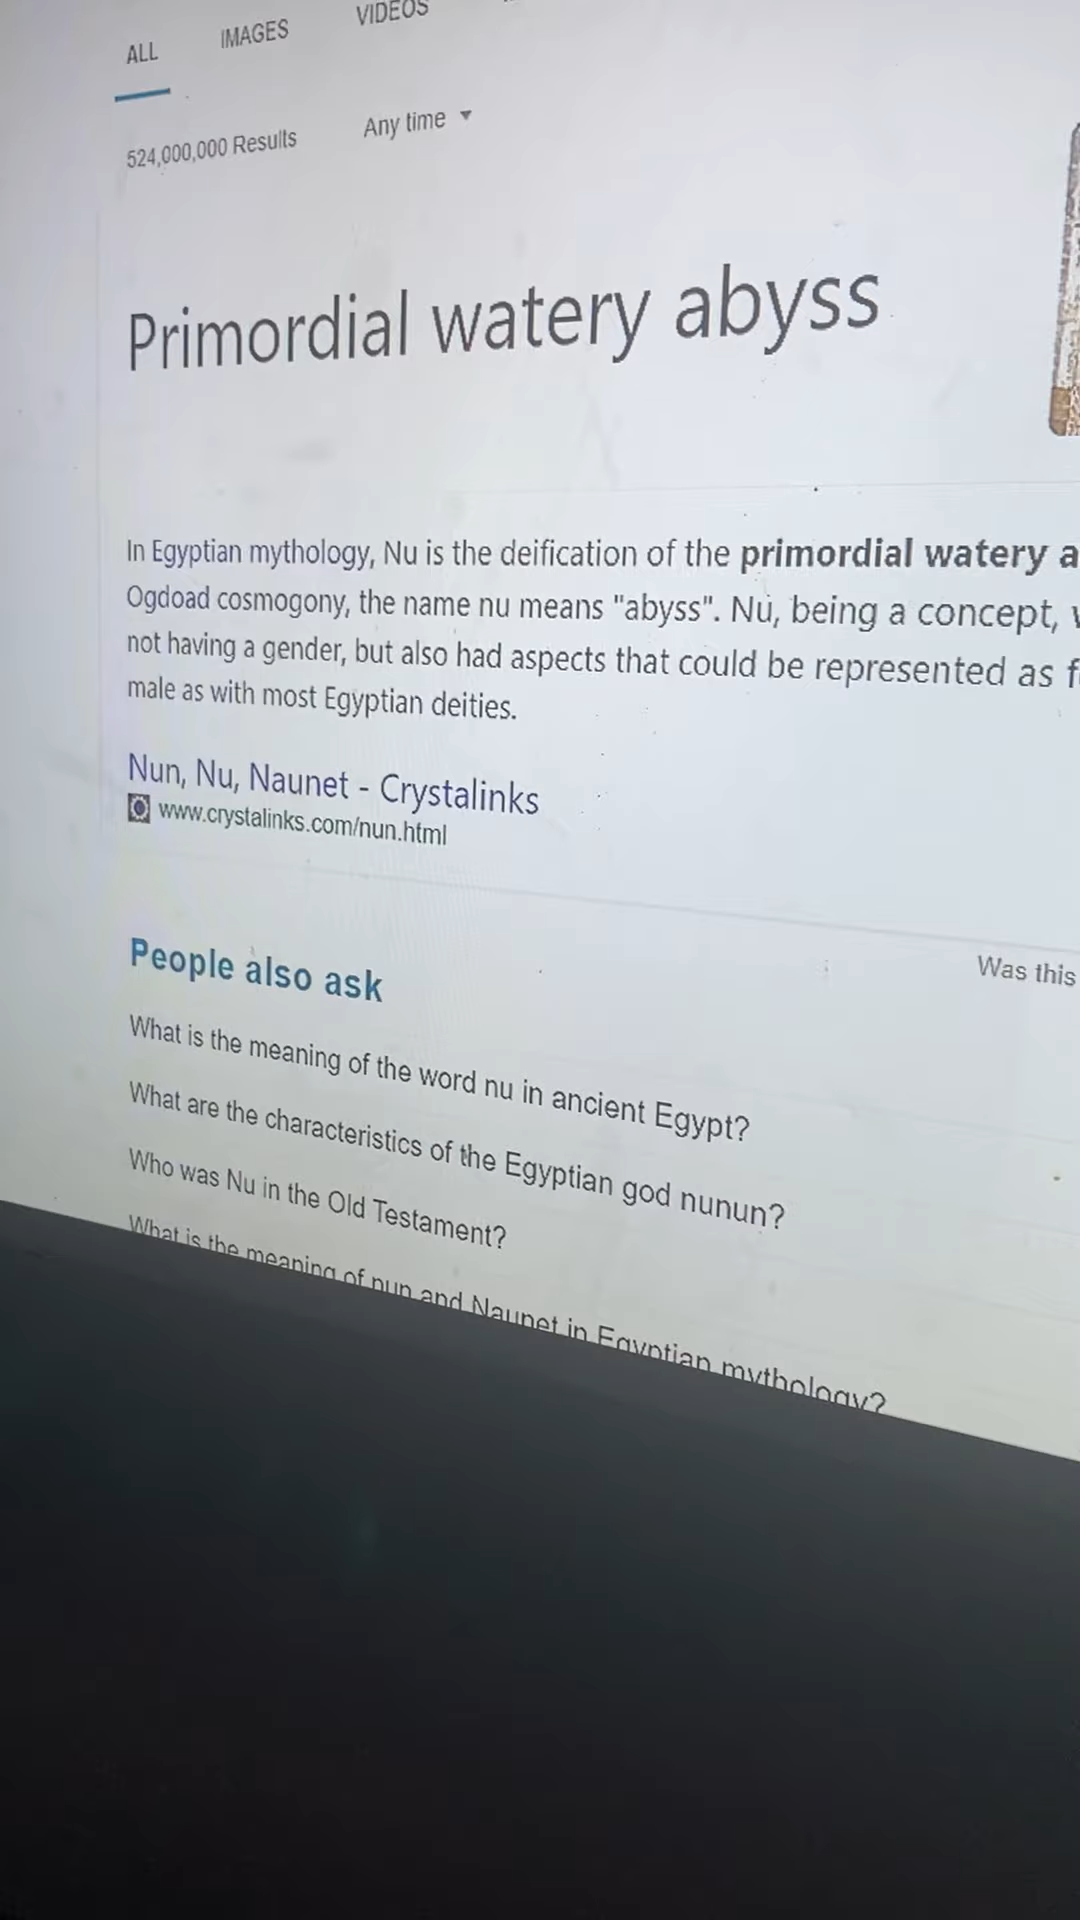 ALL IMAGES VIDEOS
524,000,000 Results Any time
Primordial watery abyss
In Egyptian mythology, Nu is the deification of the primordial watery a
Ogdoad cosmogony, the name nu means "abyss". Nu, being a concept,
not having a gender, but also had aspects that could be represented as f
male as with most Egyptian deities.
Nun, Nu, Naunet - Crystalinks
www.crystalinks.com/nun.html
Was this
People also ask
What is the meaning of the word nu in ancient Egypt?
What are the characteristics of the Egyptian god nunun?
Who was Nu in the Old Testament?
What is the meaning of nun and Naunet in Egyptian mythology?